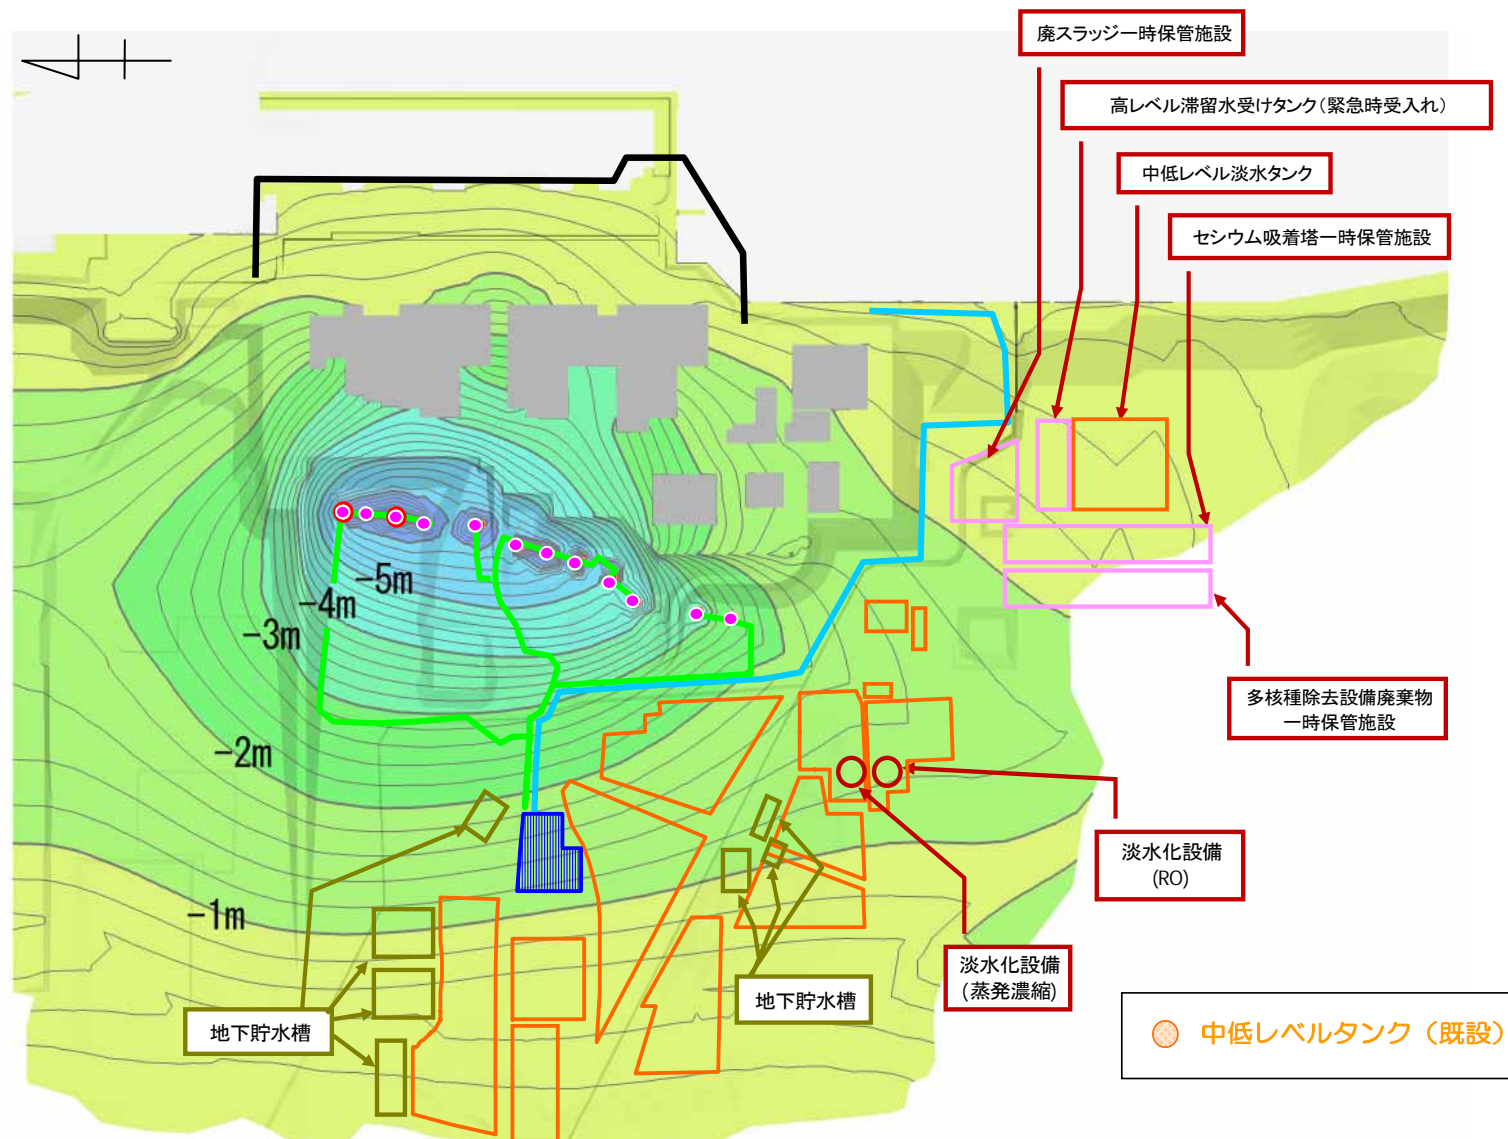 廃スラッジ一時保管施設
高レベル滞留水受けタンク(緊急時受入れ)
中低レベル淡水タンク
セシウム吸着塔一時保管施設
-5m
-4m
-3m
多核種除去設備廃棄物
一時保管施設
-2m
淡水化設備
(RO)
-1m
淡水化設備
(蒸発濃縮)
地下貯水槽
地下貯水槽
中低レベルタンク(既設)